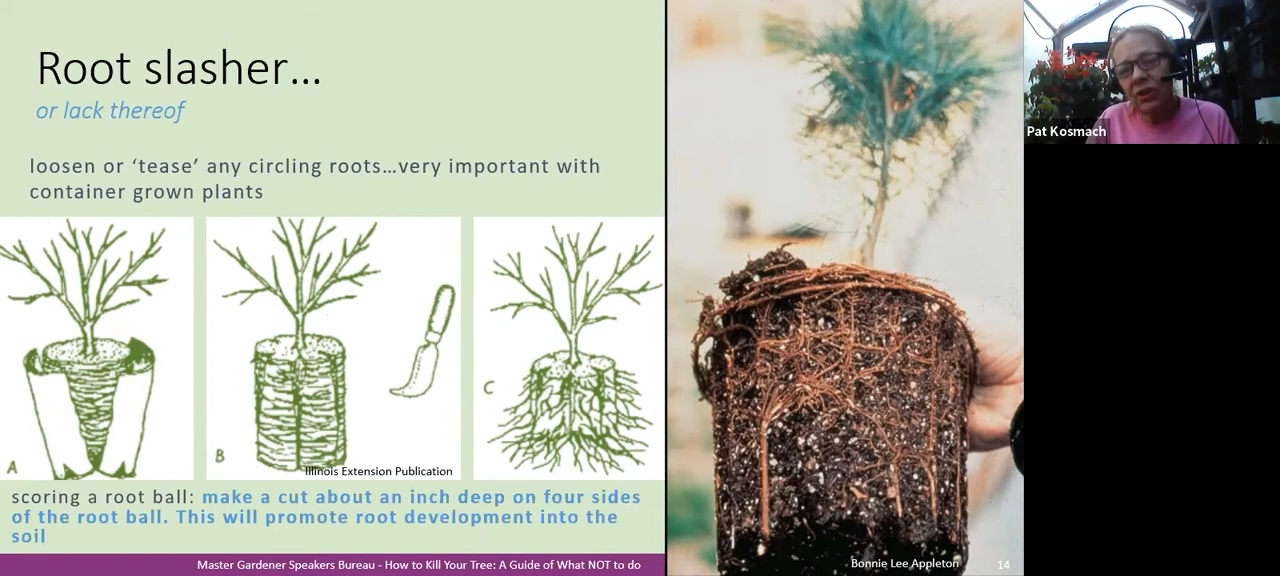 Root slasher…
or lack thereof
loosen or ‘tease’ any circling roots…very important with
container grown plants
A
B
C
Illinois Extension Publication
scoring a root ball: make a cut about an inch deep on four sides
of the root ball. This will promote root development into the
soil
Master Gardener Speakers Bureau - How to Kill Your Tree: A Guide of What NOT to do
Bonnie Lee Appleton
14
Pat Kosmach